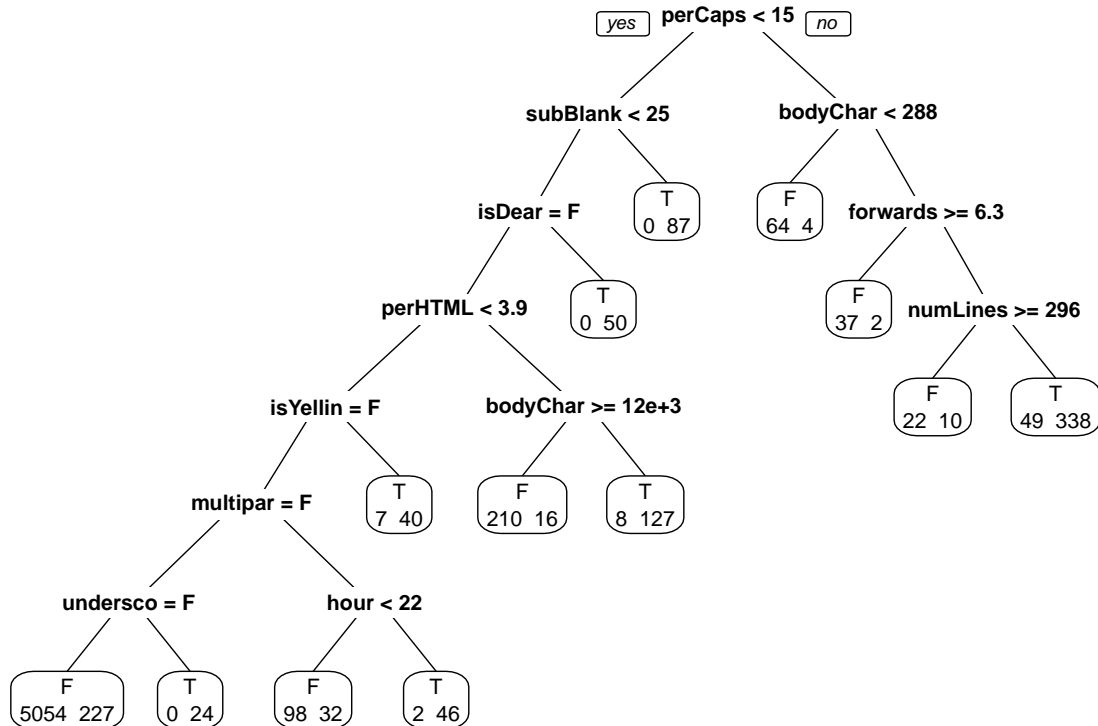 yes perCaps < 15 no
subBlank < 25 bodyChar < 288
isDear = F T F forwards >= 6.3
0 87 64 4
perHTML < 3.9 T F numLines >= 296
0 50 37 2
isYellin = F bodyChar >= 12e+3 F T
22 10 49 338
multipar = F T F T
7 40 210 16 8 127
undersco = F hour < 22
F T F T
5054 227 0 24 98 32 2 46